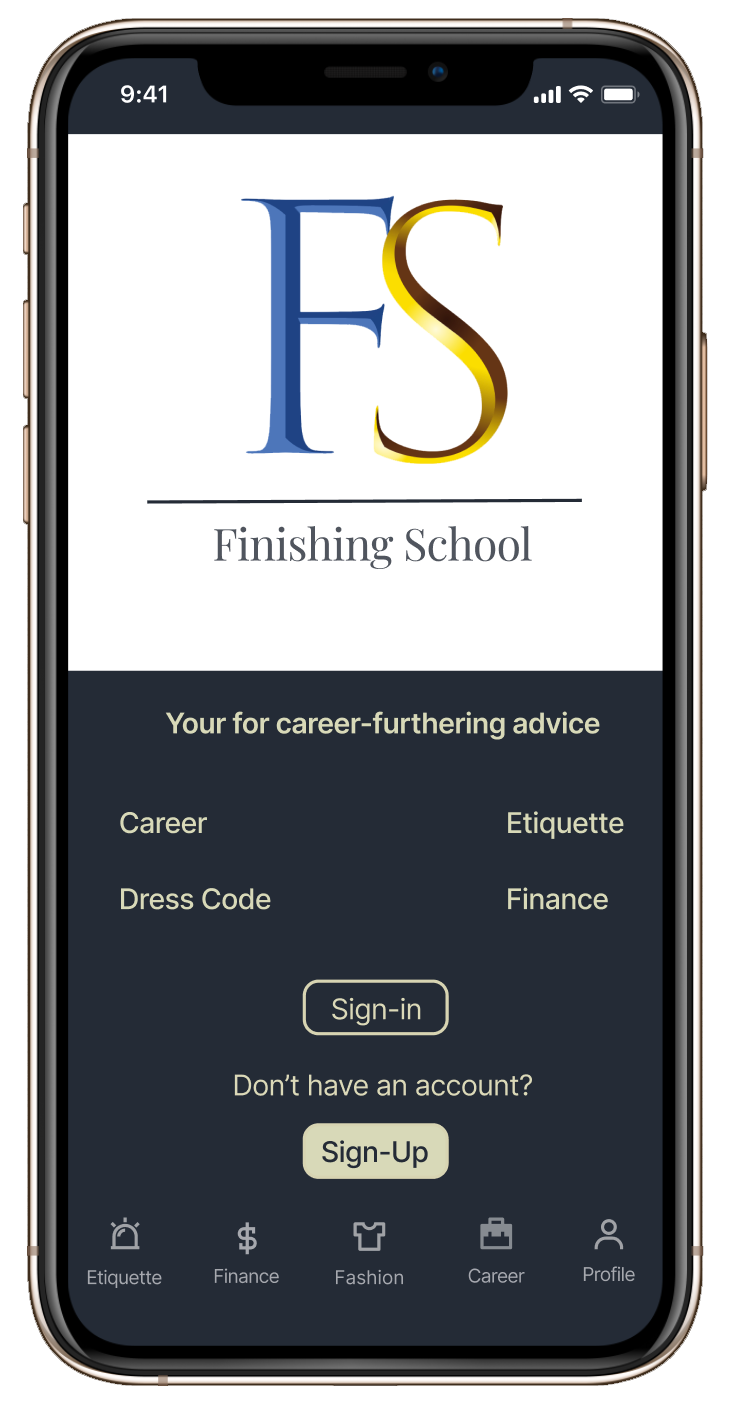 9:41
FS
Finishing School
Your for career-furthering advice
Career Etiquette
Dress Code Finance
Sign-in
Don’t have an account?
Sign-Up
$
Etiquette Finance Fashion Career Profile